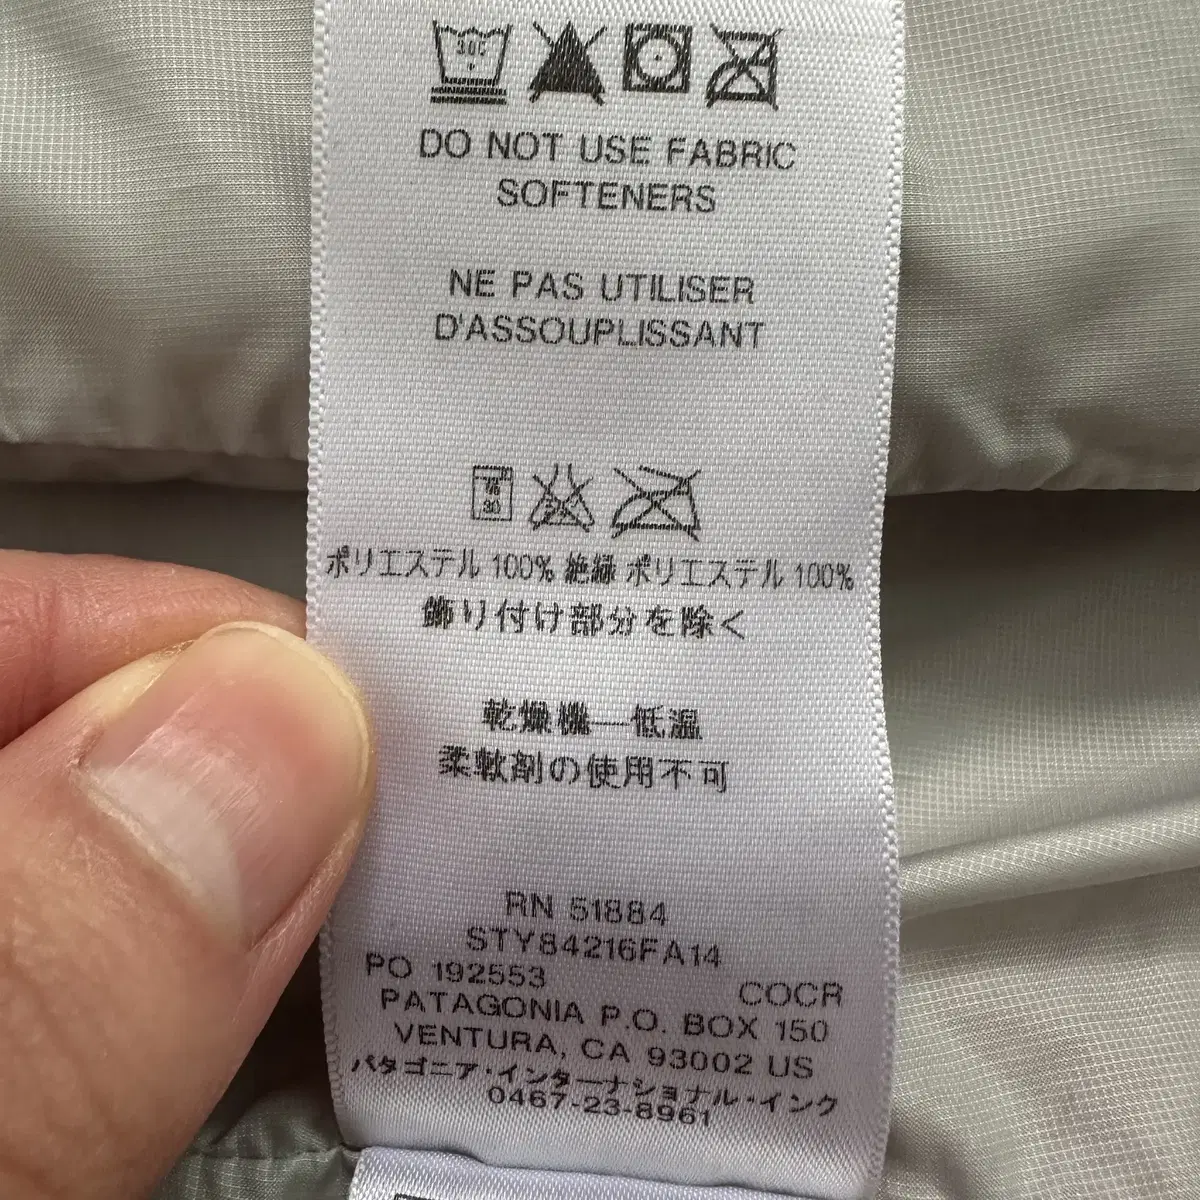 30C
DO NOT USE FABRIC
SOFTENERS
NE PAS UTILISER
D'ASSOUPLISSANT
30
ポリエステル 100% 絶縁 ポリエステル 100%
飾り付け部分を除く
乾燥機—低温
柔軟剤の使用不可
RN 51884
STY84216FA14
PO 192553 COCR
PATAGONIA P.O. BOX 150
VENTURA, CA 93002 US
パタゴニア・インターナショナル・インク
0467-23-8961